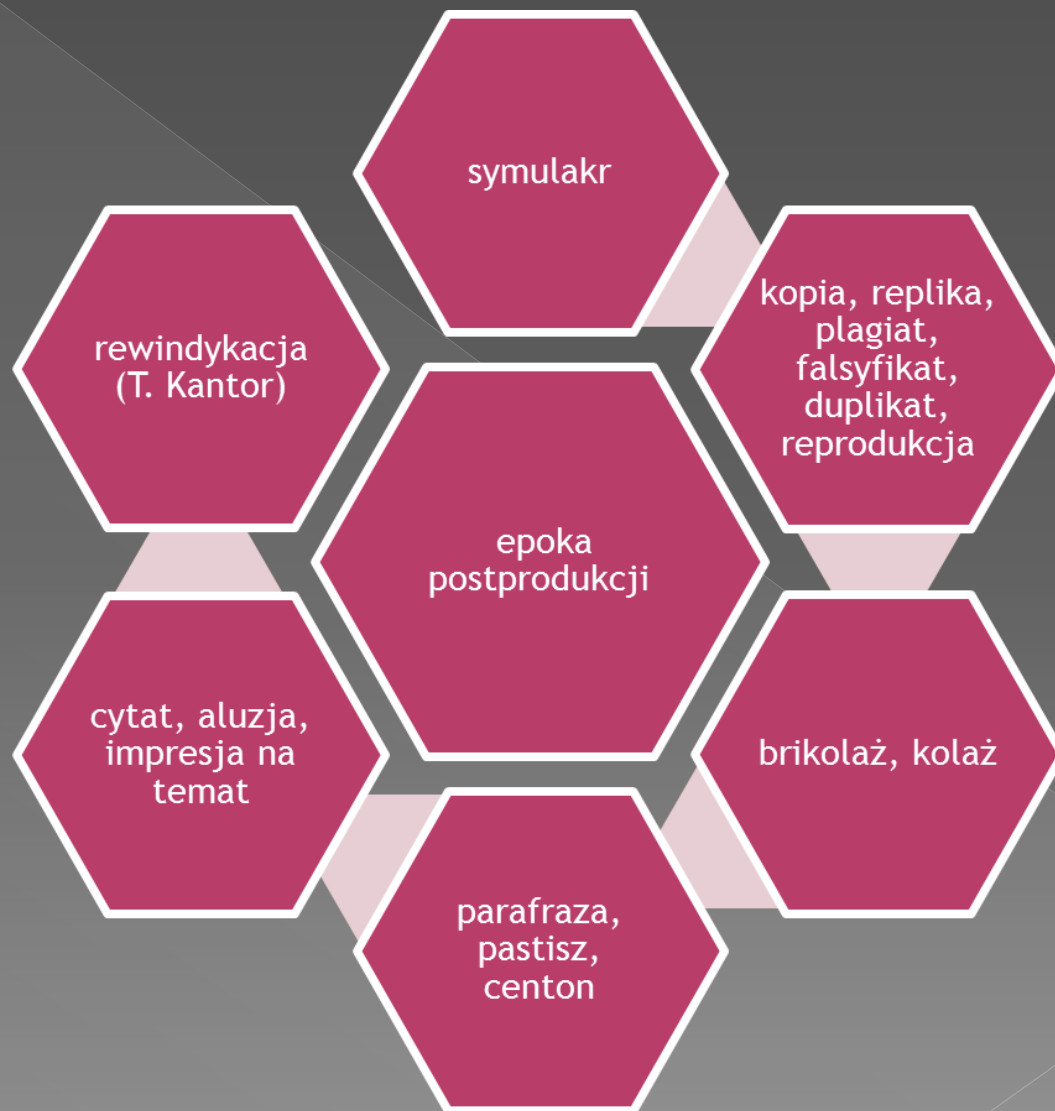 symulakr
kopia, replika,
plagiat,
falsyfikat,
duplikat,
reprodukcja
rewindykacja
(T. Kantor)
epoka
postprodukcji
cytat, aluzja,
impresja na
temat
brikolaż, kolaż
parafraza,
pastisz,
centon